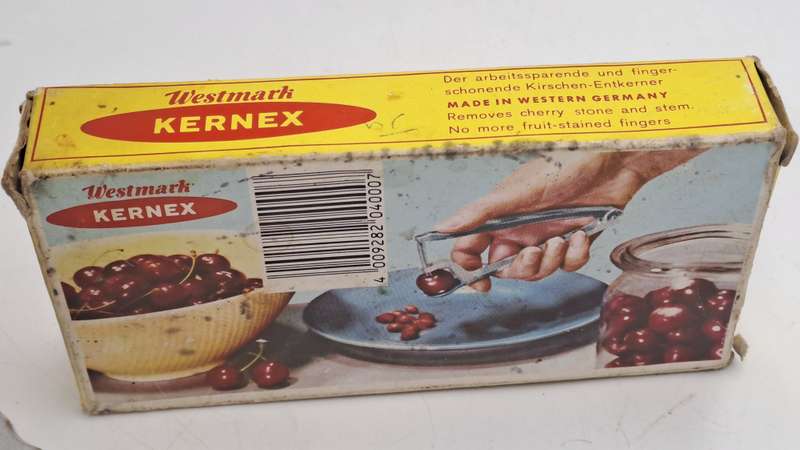 Westmark
KERNEX
Der arbeitssparende und finger-
schonende Kirschen-Entkerner
MADE IN WESTERN GERMANY
Removes cherry stone and stem.
No more fruit-stained fingers
Westmark
KERNEX
4 009282 040007